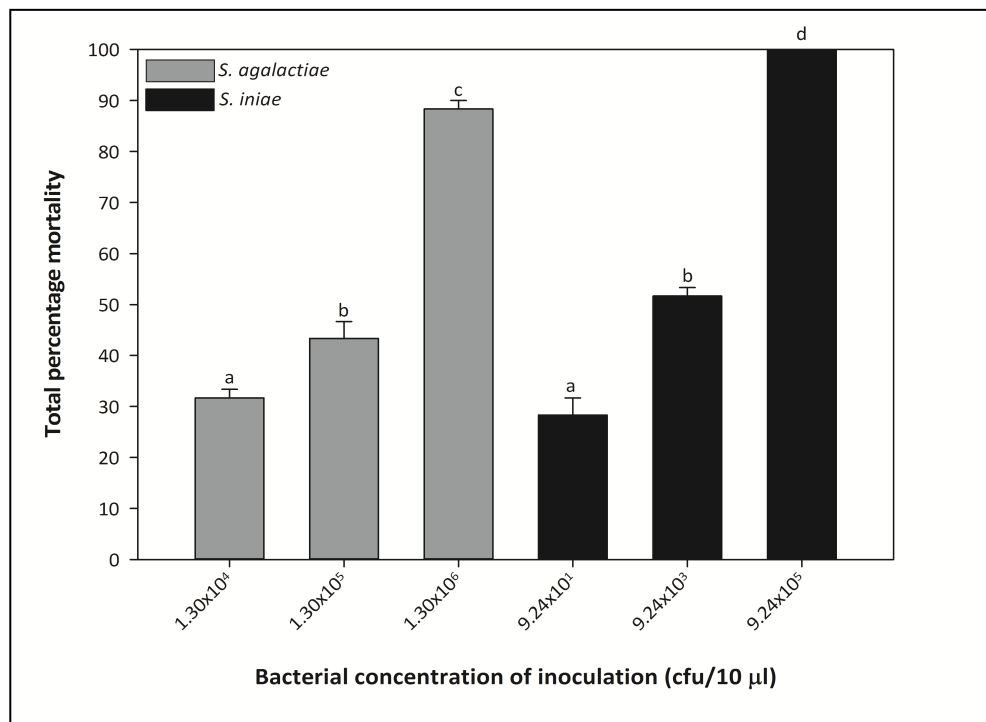 100
90
80
70
60
50
40
30
20
10
0
Total percentage mortality
S. agalactiae
S. iniae
a
b
c
a
b
d
1.30x10⁴
1.30x10⁵
1.30x10⁶
9.24x10¹
9.24x10³
9.24x10⁵
Bacterial concentration of inoculation (cfu/10 μl)